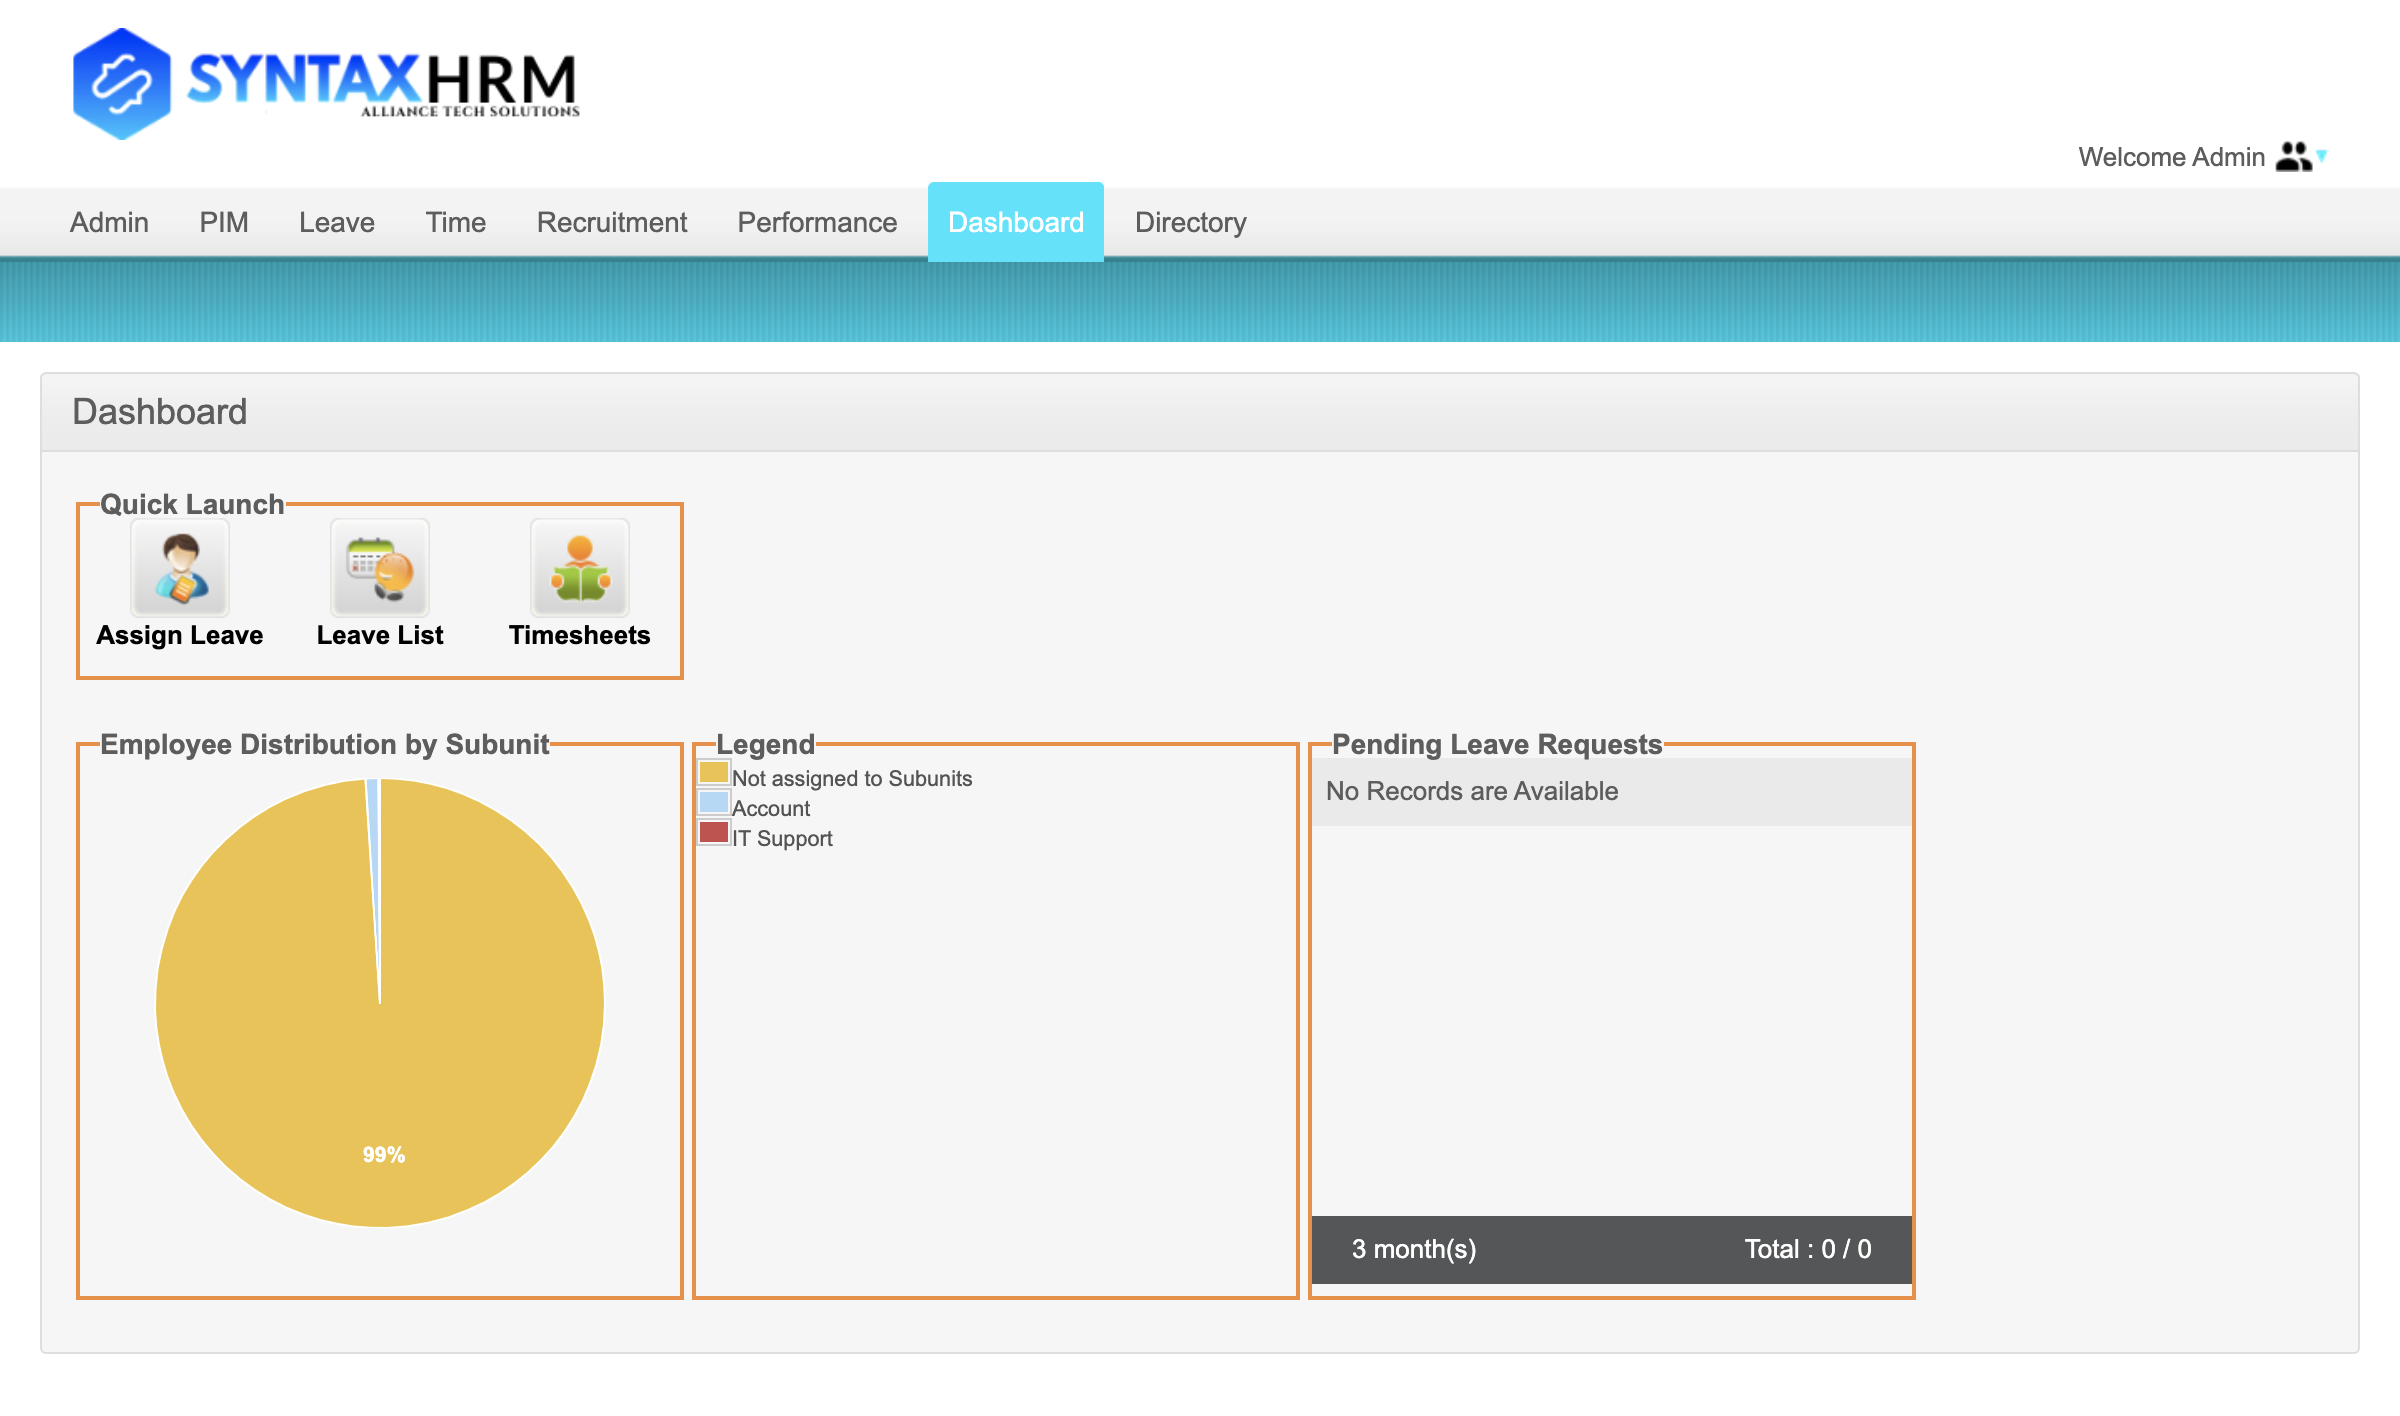 SYNTAXHRM
ALLIANCE TECH SOLUTIONS
Welcome Admin
Admin PIM Leave Time Recruitment Performance Dashboard Directory
Dashboard
Quick Launch
Assign Leave Leave List Timesheets
Employee Distribution by Subunit
99%
Legend
Not assigned to Subunits
Account
IT Support
Pending Leave Requests
No Records are Available
3 month(s) Total : 0 / 0